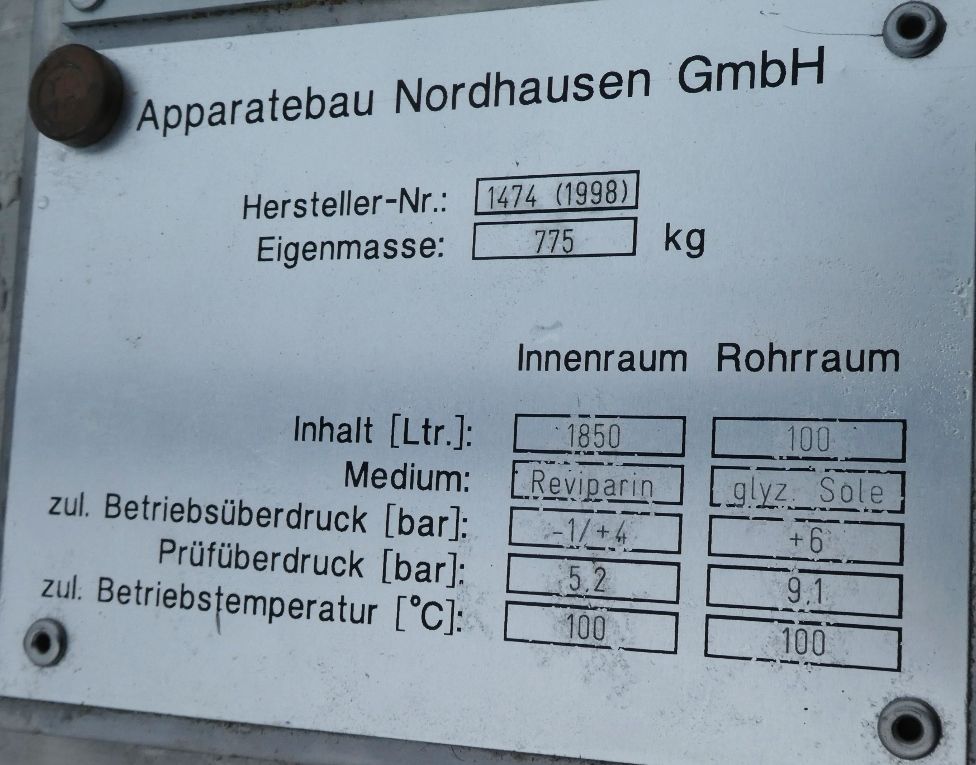 Apparatebau Nordhausen GmbH
Hersteller-Nr.: 1474 (1998)
Eigenmasse: 775 kg
Innenraum Rohrraum
Inhalt [Ltr.]: 1850 100
Medium: Reviparin glyz. Sole
zul. Betriebsüberdruck [bar]: -1/+4 +6
Prüfüberdruck [bar]: 5,2 9,1
zul. Betriebstemperatur [°C]: 100 100